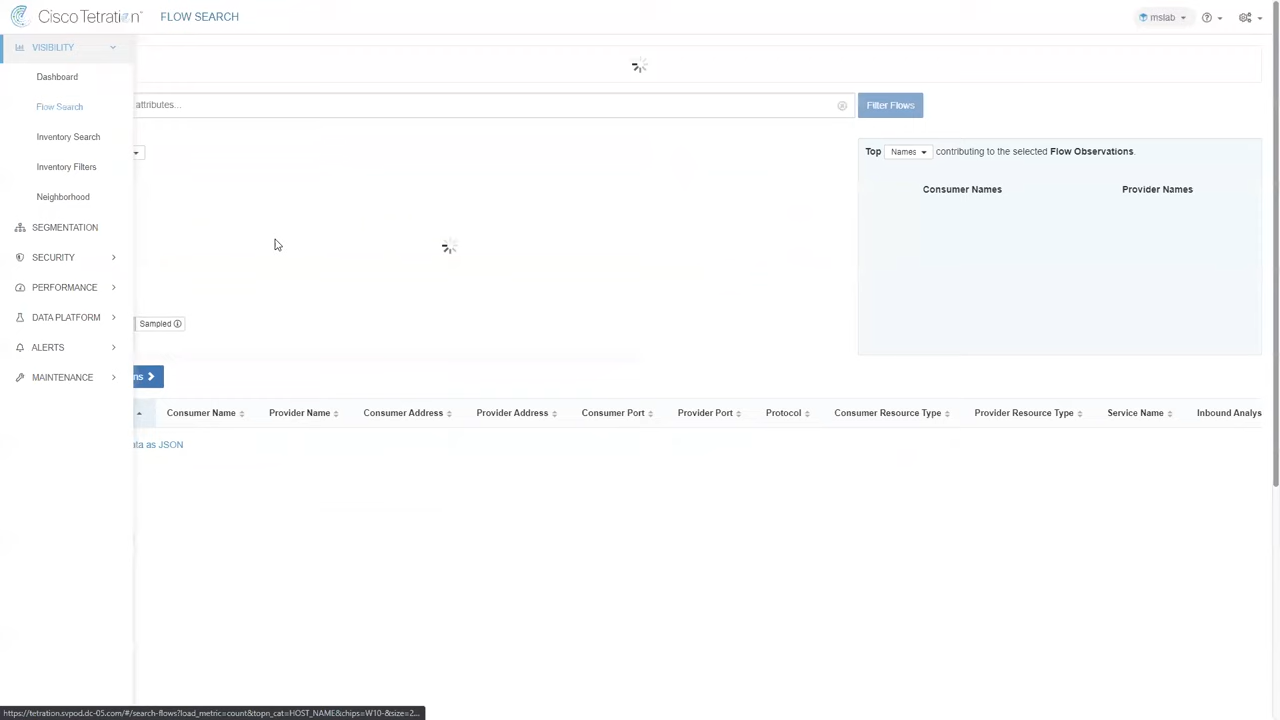 Cisco Tetration FLOW SEARCH mslab
VISIBILITY
Dashboard
Flow Search
Inventory Search
Inventory Filters
Neighborhood
SEGMENTATION
SECURITY
PERFORMANCE
DATA PLATFORM
ALERTS
MAINTENANCE
attributes... Filter Flows
Top Names contributing to the selected Flow Observations.
Consumer Names Provider Names
Sampled
ns
Consumer Name Provider Name Consumer Address Provider Address Consumer Port Provider Port Protocol Consumer Resource Type Provider Resource Type Service Name Inbound Analys
ta as JSON
https://tetration.svpod.dc-05.com/#/search-flows?load_metric=count&topn_cat=HOST_NAME&chips=W10-&size=2...